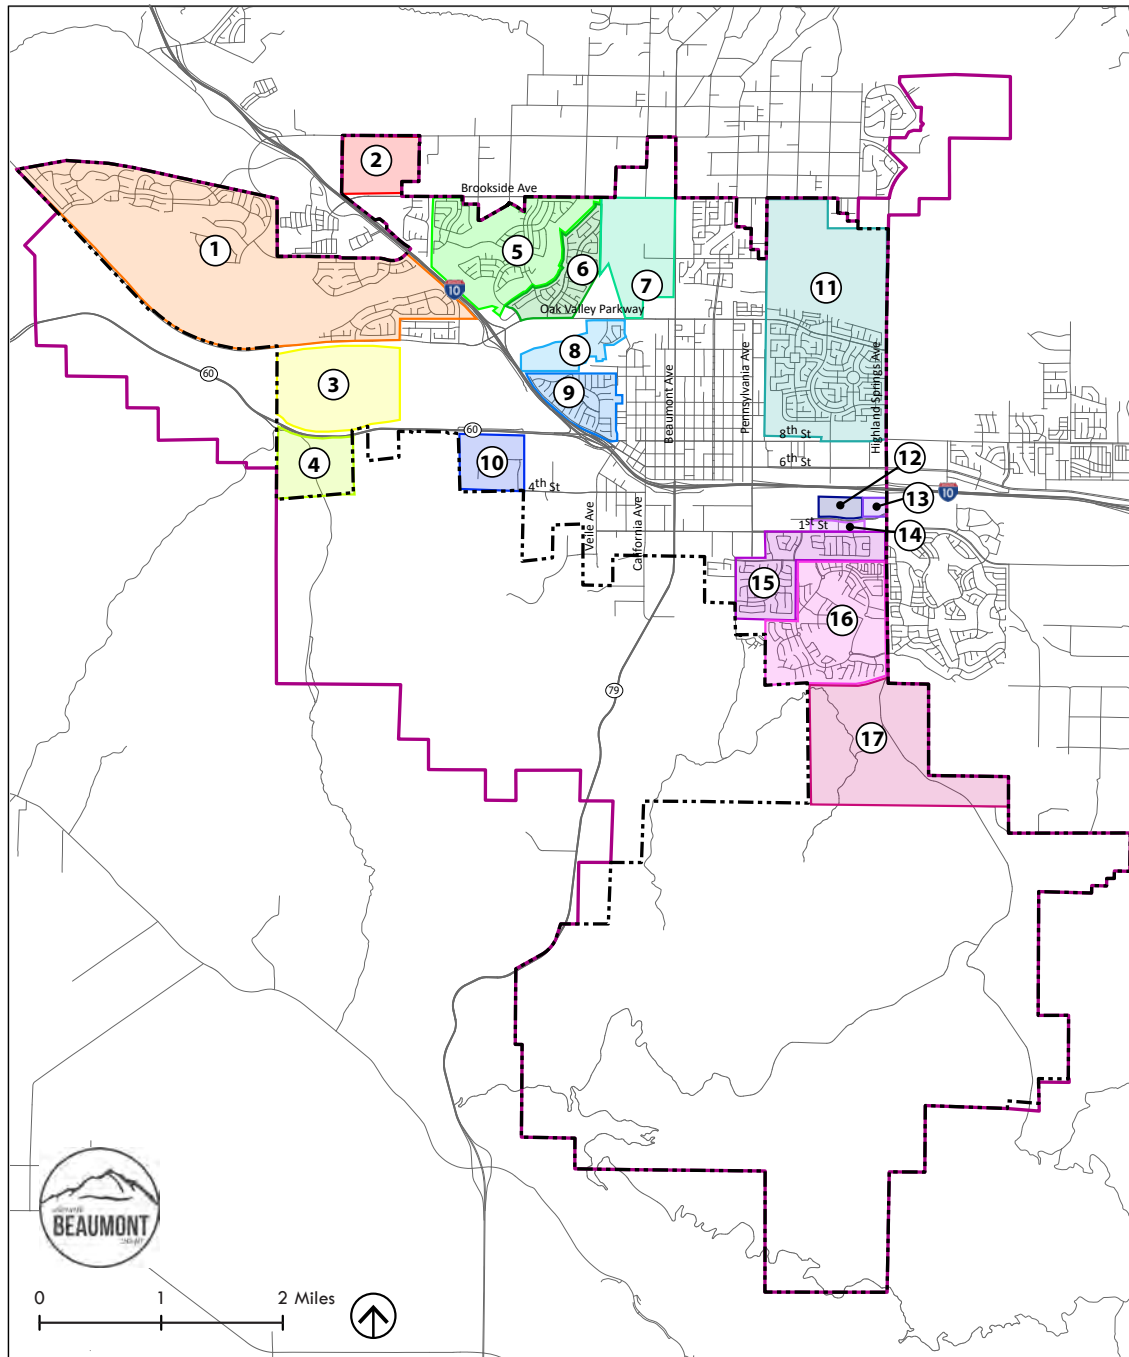 2
Brookside Ave
1
5
6
7
10
11
Oak Valley Parkway
8
60
3
9
Beaumont Ave
Pennsylvania Ave
Highland Springs Ave
60
8th St
4
10
6th St
12
4th St
10
13
Veile Ave
California Ave
1st St
14
15
16
79
17
BEAUMONT
0
1
2 Miles